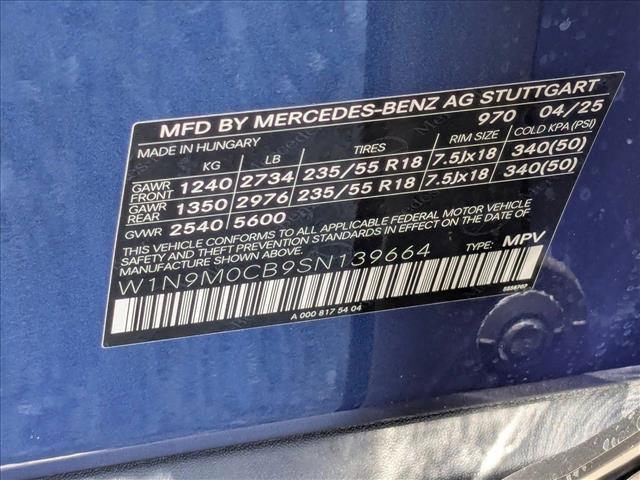 MFD BY MERCEDES-BENZ AG STUTTGART
MADE IN HUNGARY 970 04/25
KG LB TIRES RIM SIZE COLD KPA (PSI)
GAWR FRONT 1240 2734 235/55 R18 7.5Jx18 340(50)
GAWR REAR 1350 2976 235/55 R18 7.5Jx18 340(50)
GVWR 2540 5600
THIS VEHICLE CONFORMS TO ALL APPLICABLE FEDERAL MOTOR VEHICLE
SAFETY AND THEFT PREVENTION STANDARDS IN EFFECT ON THE DATE OF
MANUFACTURE SHOWN ABOVE.
W1N9M0CB9SN139664 TYPE: MPV
A 000 817 54 04